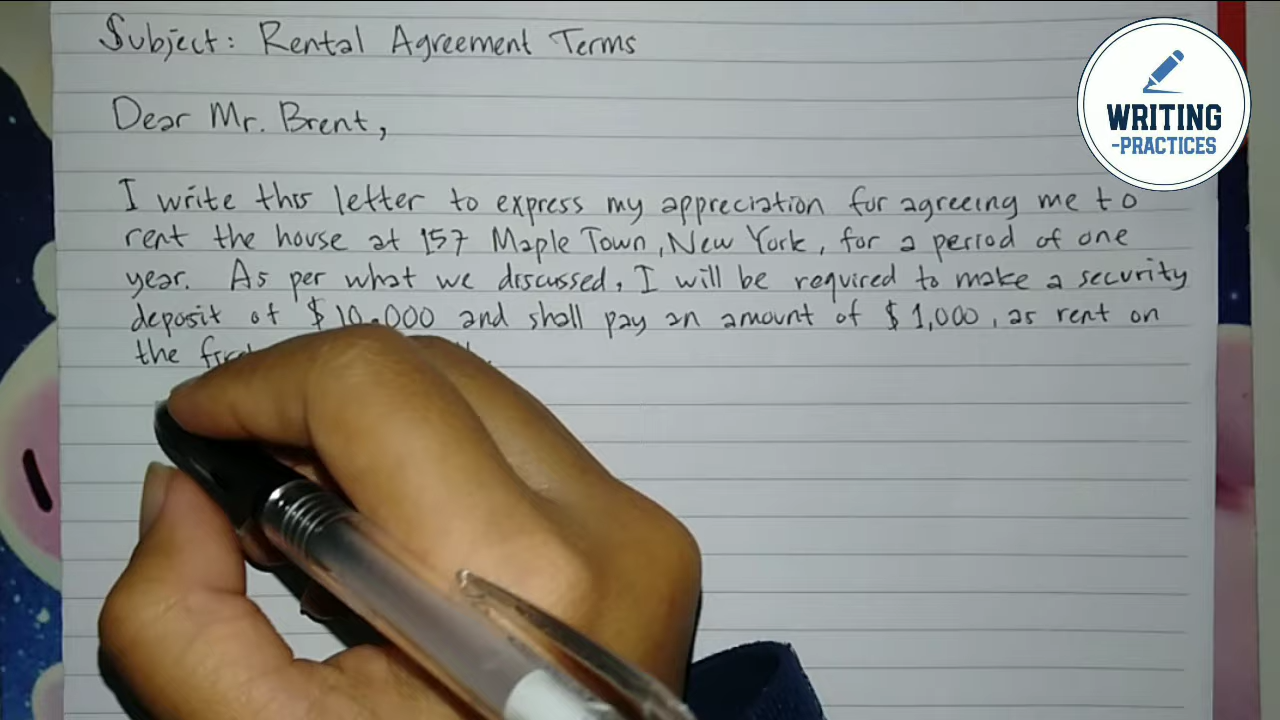 Subject: Rental Agreement Terms
Dear Mr. Brent,
I write this letter to express my appreciation for agreeing me to
rent the house at 157 Maple Town, New York, for a period of one
year. As per what we discussed, I will be required to make a security
deposit of $10,000 and shall pay an amount of $1,000, as rent on
the
WRITING
-PRACTICES